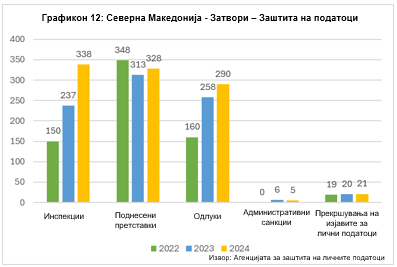 Графикон 12: Северна Македонија - Затвори – Заштита на податоци
400
350
300
250
200
150
100
50
0
150
237
338
348
313
328
160
258
290
0
6
5
19
20
21
Инспекции
Поднесени
претставки
Одлуки
Административни
санкции
Прекршувања на
изјавите за
лични податоци
2022
2023
2024
Извор: Агенцијата за заштита на личните податоци